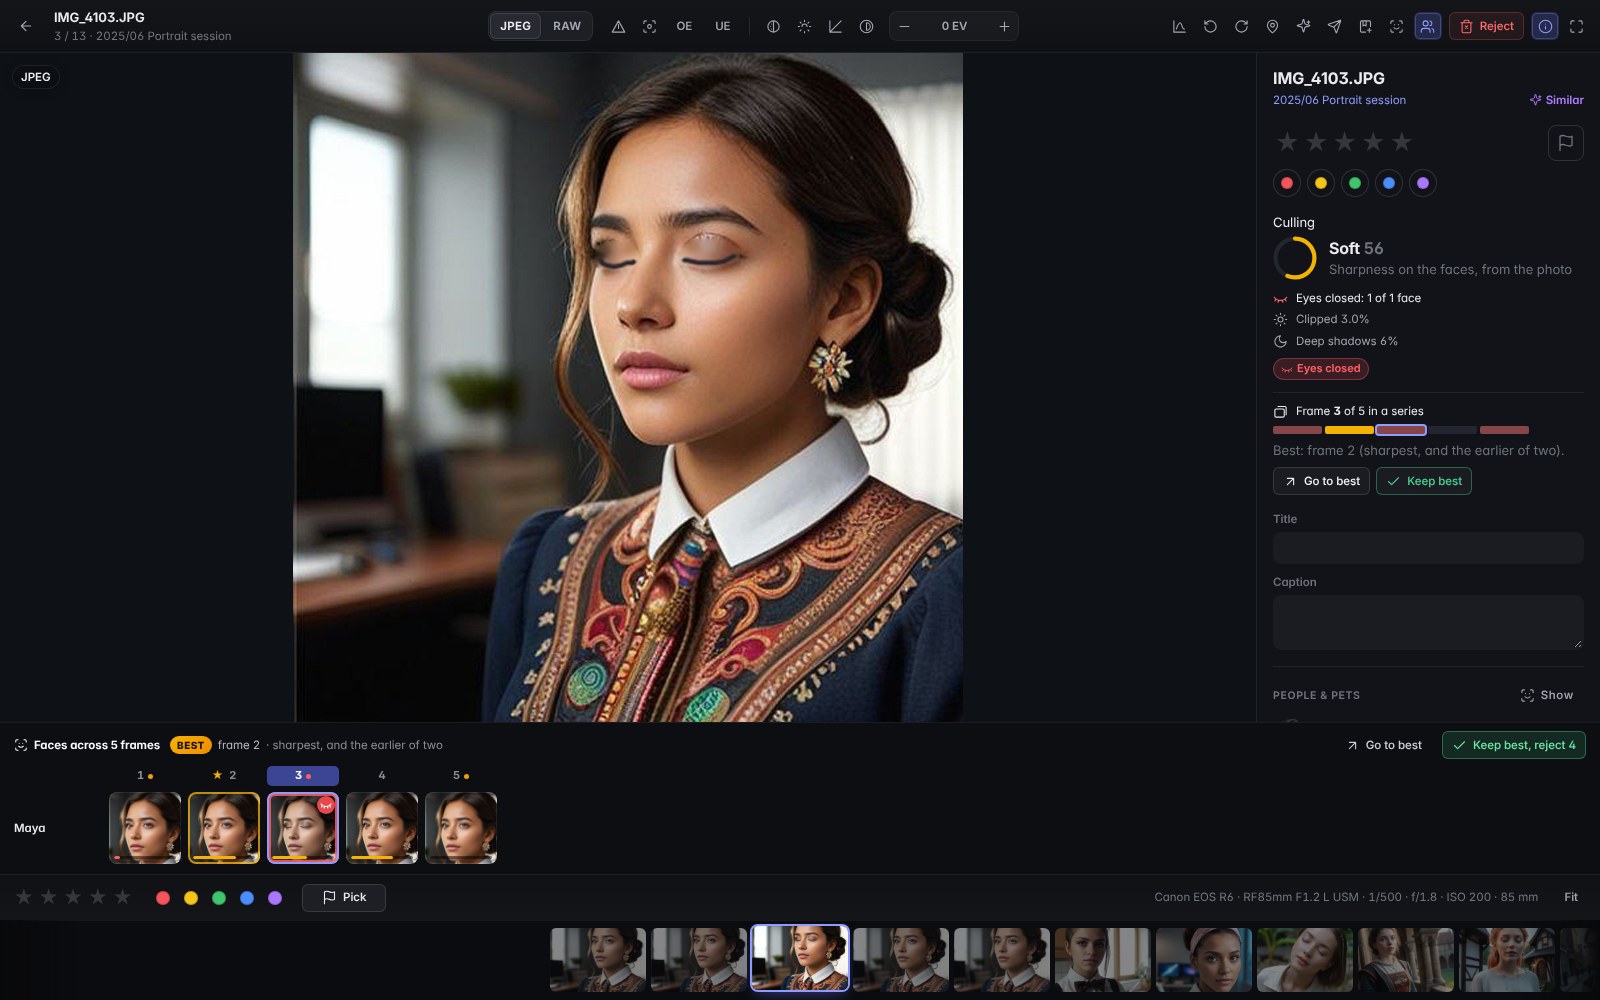 IMG_4103.JPG
3 / 13 · 2025/06 Portrait session
JPEG RAW OE UE 0 EV Reject
JPEG
IMG_4103.JPG
2025/06 Portrait session Similar
Culling
Soft 56
Sharpness on the faces, from the photo
Eyes closed: 1 of 1 face
Clipped 3.0%
Deep shadows 6%
Eyes closed
Frame 3 of 5 in a series
Best: frame 2 (sharpest, and the earlier of two).
Go to best Keep best
Title
Caption
PEOPLE & PETS Show
Faces across 5 frames BEST frame 2 · sharpest, and the earlier of two Go to best Keep best, reject 4
1 2 3 4 5
Maya
Pick Canon EOS R6 · RF85mm F1.2 L USM · 1/500 · f/1.8 · ISO 200 · 85 mm Fit